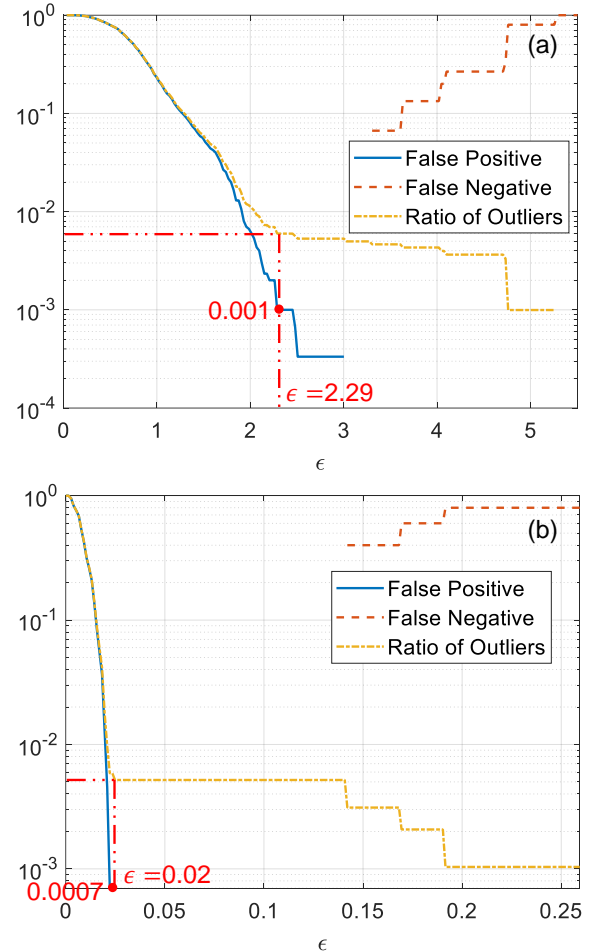 10^0
(a)
10^-1
False Positive
False Negative
Ratio of Outliers
10^-2
0.001
10^-3
ϵ =2.29
10^-4
0 1 2 3 4 5
ϵ
10^0
(b)
False Positive
False Negative
Ratio of Outliers
10^-1
10^-2
10^-3
ϵ =0.02
0.0007
0 0.05 0.1 0.15 0.2 0.25
ϵ